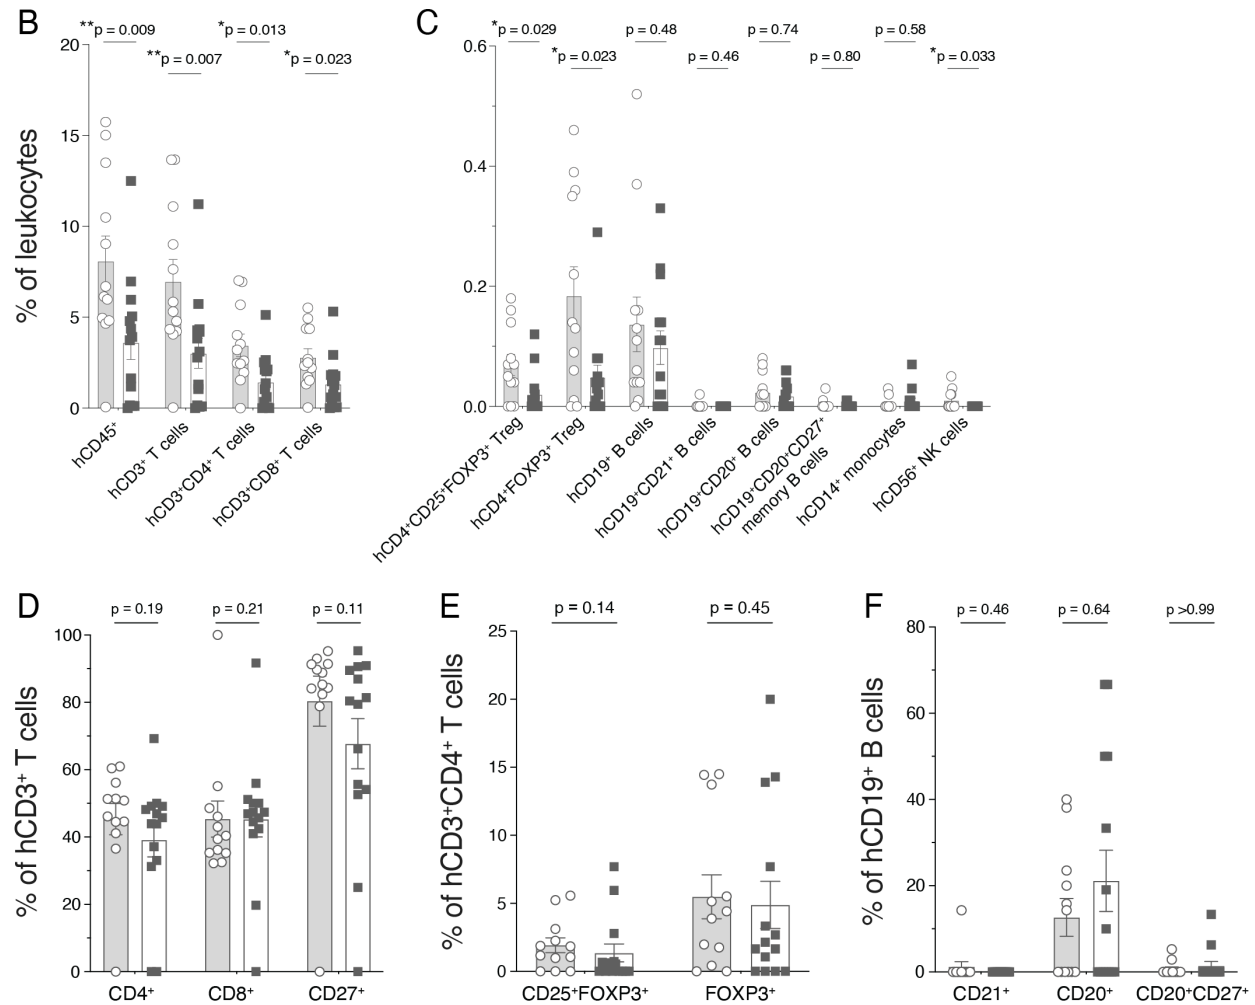 B
**p = 0.009
*p = 0.013
**p = 0.007
*p = 0.023
% of leukocytes
20
15
10
5
0
hCD45⁺
hCD3⁺ T cells
hCD3⁺CD4⁺ T cells
hCD3⁺CD8⁺ T cells
C
*p = 0.029
p = 0.48
p = 0.74
p = 0.58
*p = 0.023
p = 0.46
p = 0.80
*p = 0.033
0.6
0.4
0.2
0.0
hCD4⁺CD25⁺FOXP3⁺ Treg
hCD4⁺FOXP3⁺ Treg
hCD19⁺ B cells
hCD19⁺CD21⁺ B cells
hCD19⁺CD20⁺ B cells
hCD19⁺CD20⁺CD27⁺
memory B cells
hCD14⁺ monocytes
hCD56⁺ NK cells
D
p = 0.19
p = 0.21
p = 0.11
% of hCD3⁺ T cells
100
80
60
40
20
0
CD4⁺
CD8⁺
CD27⁺
E
p = 0.14
p = 0.45
% of hCD3⁺CD4⁺ T cells
25
20
15
10
5
0
CD25⁺FOXP3⁺
FOXP3⁺
F
p = 0.46
p = 0.64
p >0.99
% of hCD19⁺ B cells
80
60
40
20
0
CD21⁺
CD20⁺
CD20⁺CD27⁺